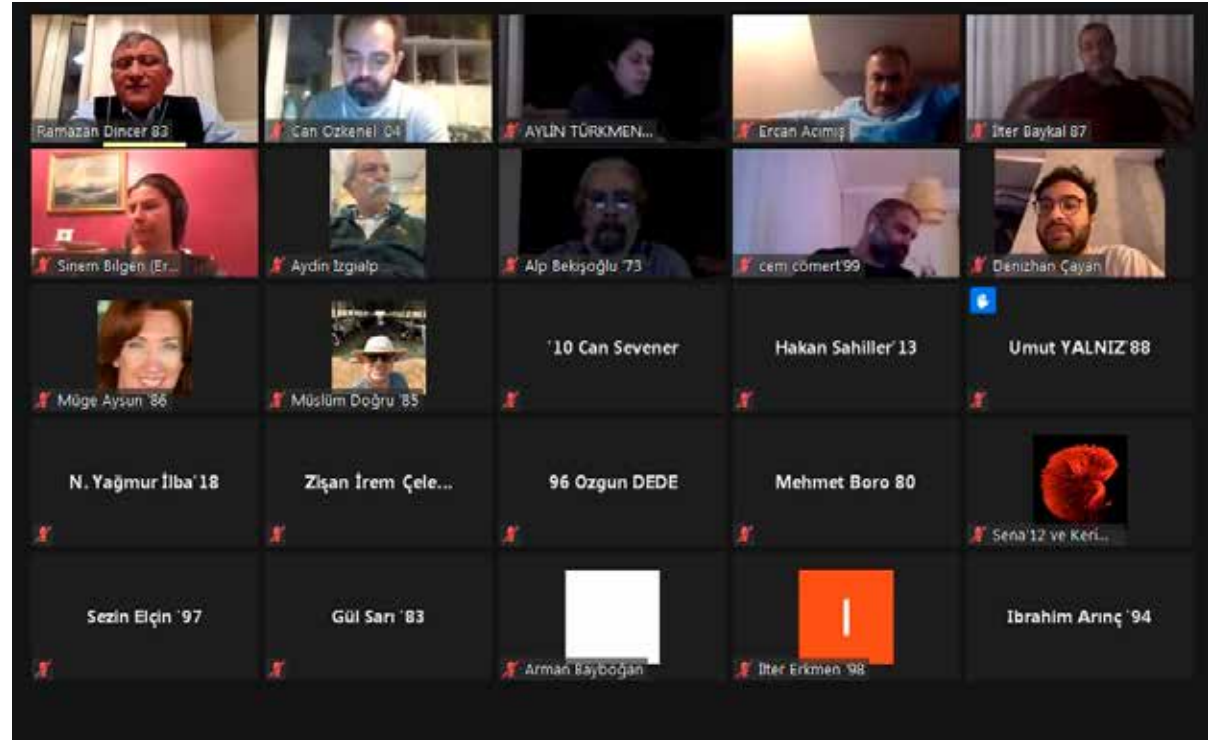 Ramazan Dincer 83
Can Ozkenel 04
AYLİN TÜRKMEN...
Ercan Acımış
İlter Baykal 87
Sinem Bilgen (Er...
Aydin Izgialp
Alp Bekişoğlu '73
cem cömert'99
Denizhan Çayan
Müge Aysun '86
Müslüm Doğru '85
'10 Can Sevener
Hakan Sahiller'13
Umut YALNIZ'88
N. Yağmur İlba'18
Zişan İrem Çele...
96 Ozgun DEDE
Mehmet Boro 80
Sena'12 ve Keri...
Sezin Elçin '97
Gül Sarı '83
Arman Bayboğan
I
İlter Erkmen '98
Ibrahim Arınç '94